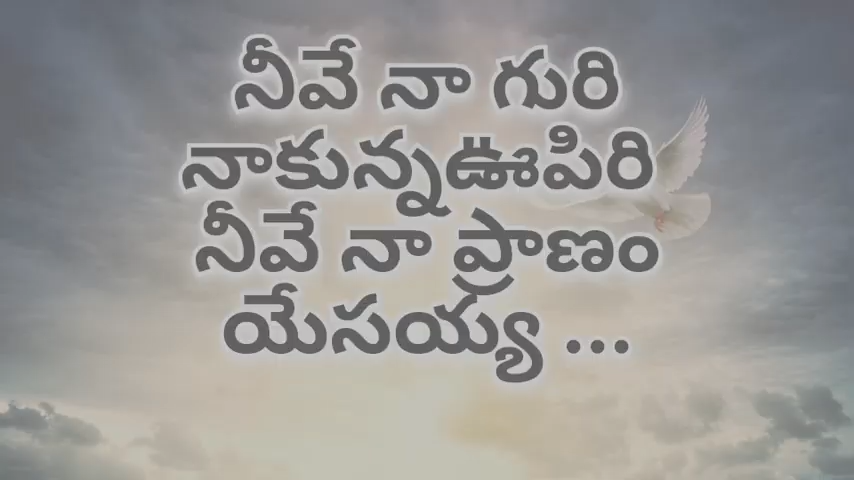 నీవే నా గురి
నాకున్నఊపిరి
నీవే నా ప్రాణం
యేసయ్య ...